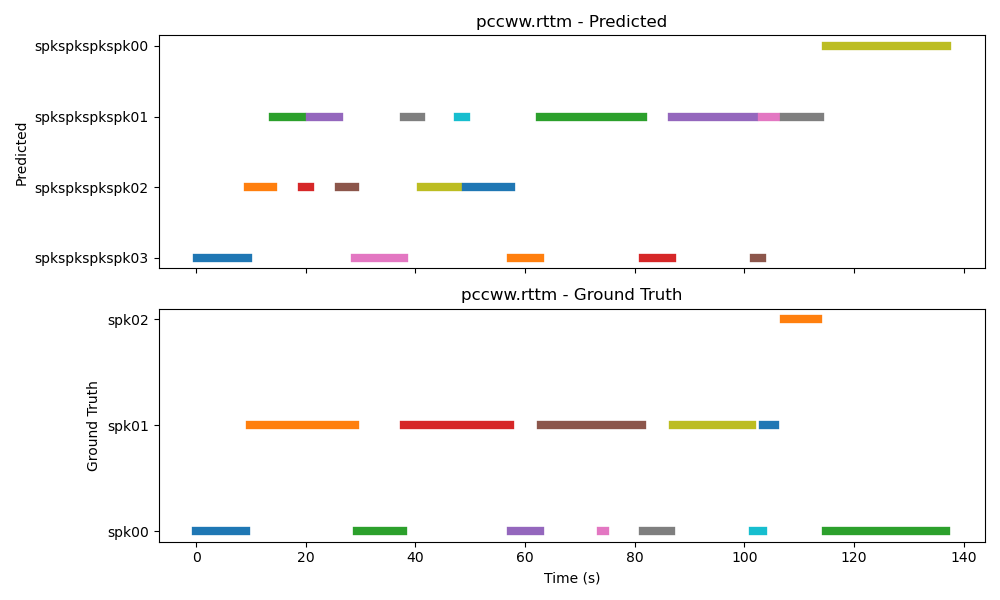 pccww.rttm - Predicted
Predicted
spkspkspkspk00
spkspkspkspk01
spkspkspkspk02
spkspkspkspk03
pccww.rttm - Ground Truth
Ground Truth
spk02
spk01
spk00
0 20 40 60 80 100 120 140
Time (s)